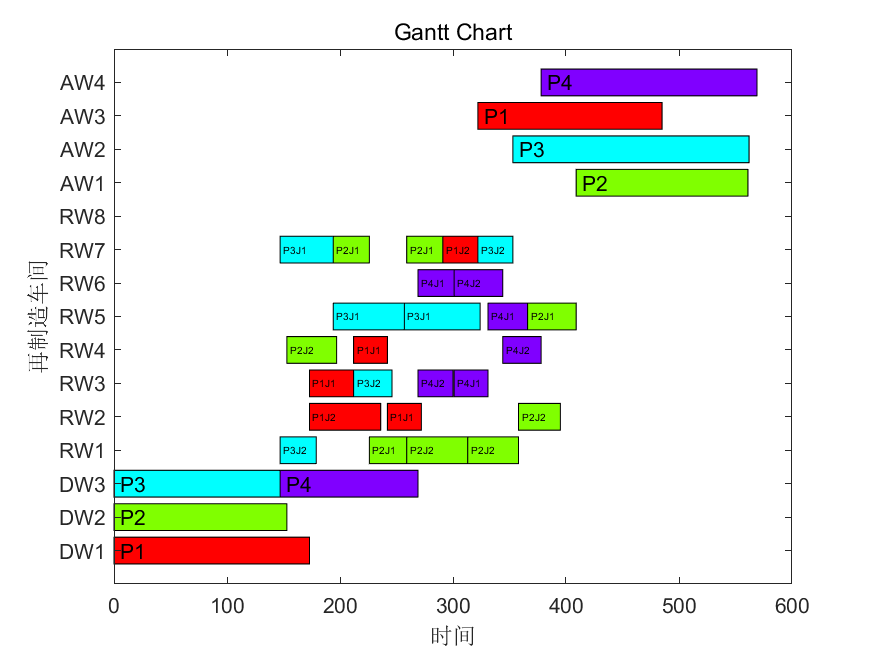 Gantt Chart
再制造车间
AW4 P4
AW3 P1
AW2 P3
AW1 P2
RW8
RW7 P3J1 P2J1 P2J1 P1J2 P3J2
RW6 P4J1 P4J2
RW5 P3J1 P3J1 P4J1 P2J1
RW4 P2J2 P1J1 P4J2
RW3 P1J1 P3J2 P4J2 P4J1
RW2 P1J2 P1J1 P2J2
RW1 P3J2 P2J1 P2J2 P2J2
DW3 P3 P4
DW2 P2
DW1 P1
0 100 200 300 400 500 600
时间